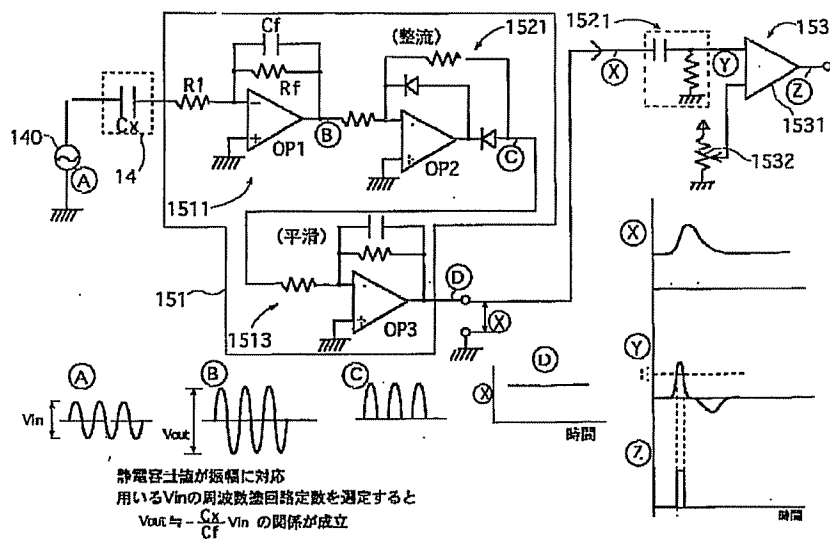 Cf
Rf
R1
(整流)
1521
1521
153
X
Y
Z
140
A
Cx
14
B
OP1
OP2
C
1531
1532
1511
(平滑)
D
X
151
1513
OP3
A
Vin
B
Vout
C
D
X
時間
X
Y
Z
時間
静電容量値が振幅に対応
用いるVinの周波数 回路定数を選定すると
Vout ≒ - Cx/Cf Vin の関係が成立